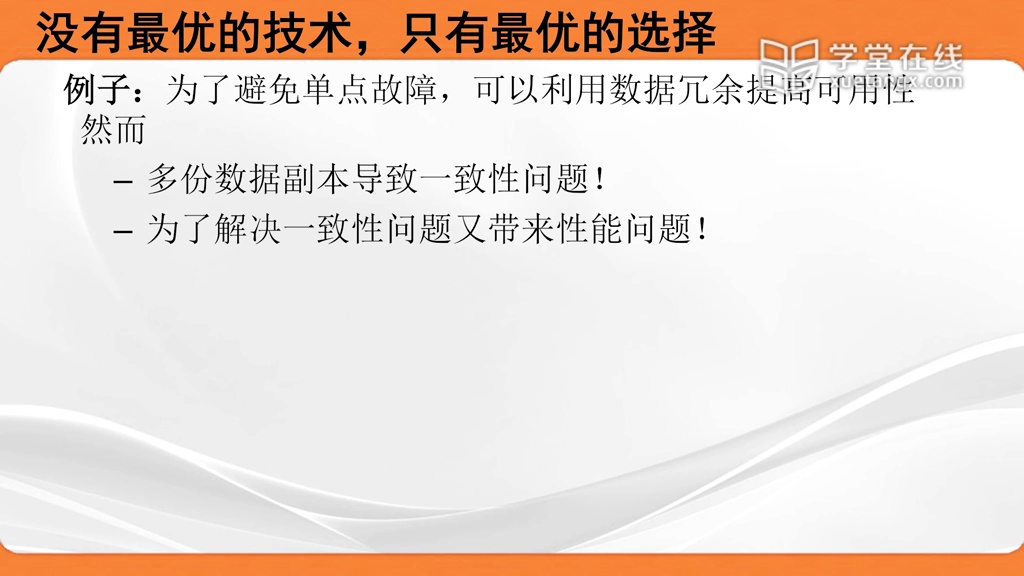 没有最优的技术，只有最优的选择
学堂在线
xuetangx.com
例子：为了避免单点故障，可以利用数据冗余提高可用性
然而
– 多份数据副本导致一致性问题！
– 为了解决一致性问题又带来性能问题！